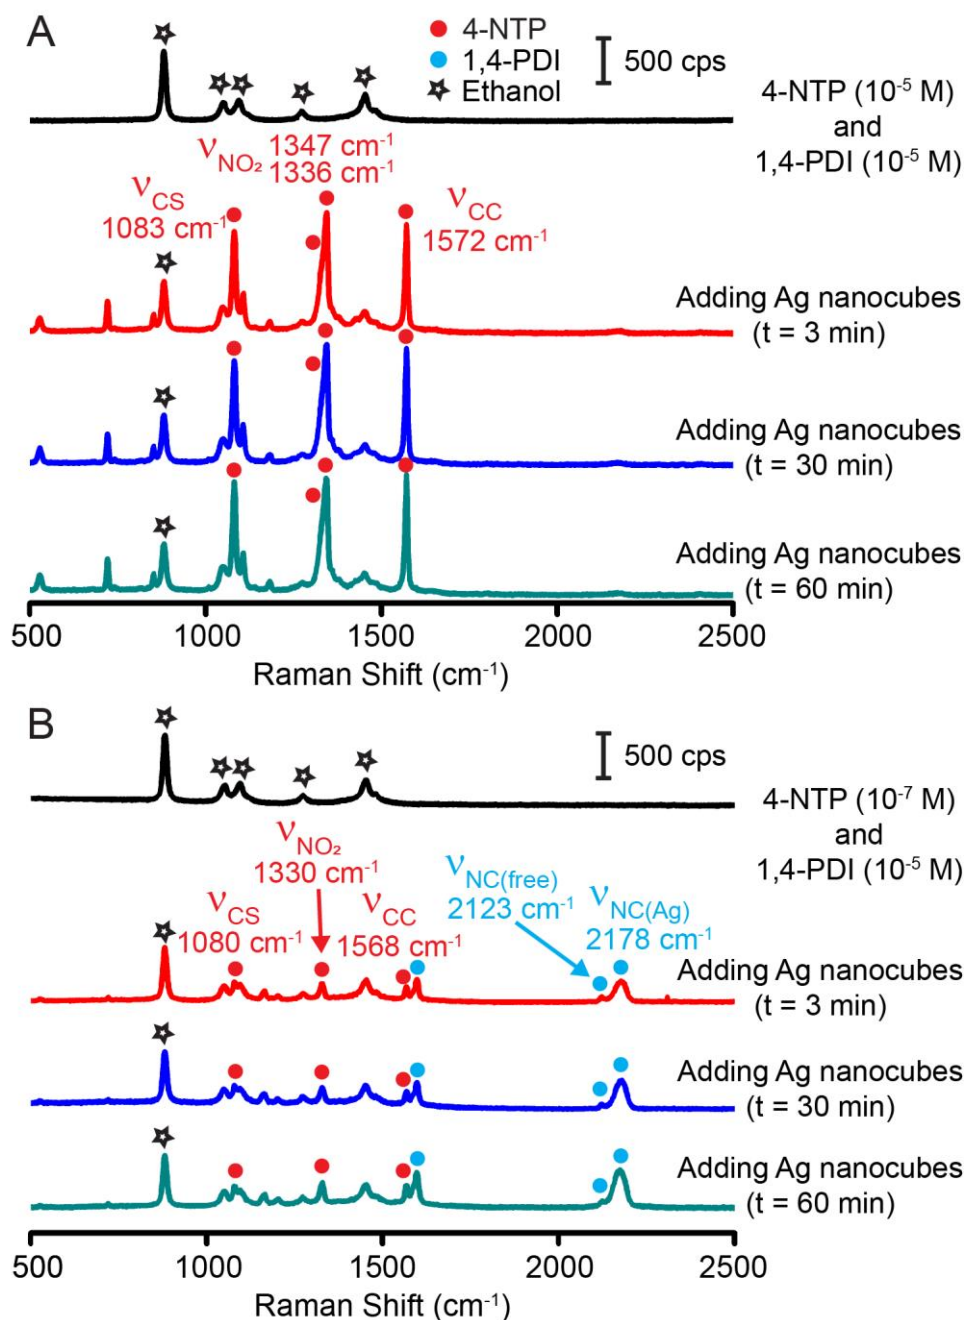 A
4-NTP
1,4-PDI
Ethanol
500 cps
4-NTP (10⁻⁵ M)
and
1,4-PDI (10⁻⁵ M)
νNO₂ 1347 cm⁻¹
1336 cm⁻¹
νCS
1083 cm⁻¹
νCC
1572 cm⁻¹
Adding Ag nanocubes
(t = 3 min)
Adding Ag nanocubes
(t = 30 min)
Adding Ag nanocubes
(t = 60 min)
500 1000 1500 2000 2500
Raman Shift (cm⁻¹)
B
500 cps
4-NTP (10⁻⁷ M)
and
1,4-PDI (10⁻⁵ M)
νNO₂
1330 cm⁻¹
νCS
1080 cm⁻¹
νCC
1568 cm⁻¹
νNC(free)
2123 cm⁻¹
νNC(Ag)
2178 cm⁻¹
Adding Ag nanocubes
(t = 3 min)
Adding Ag nanocubes
(t = 30 min)
Adding Ag nanocubes
(t = 60 min)
500 1000 1500 2000 2500
Raman Shift (cm⁻¹)